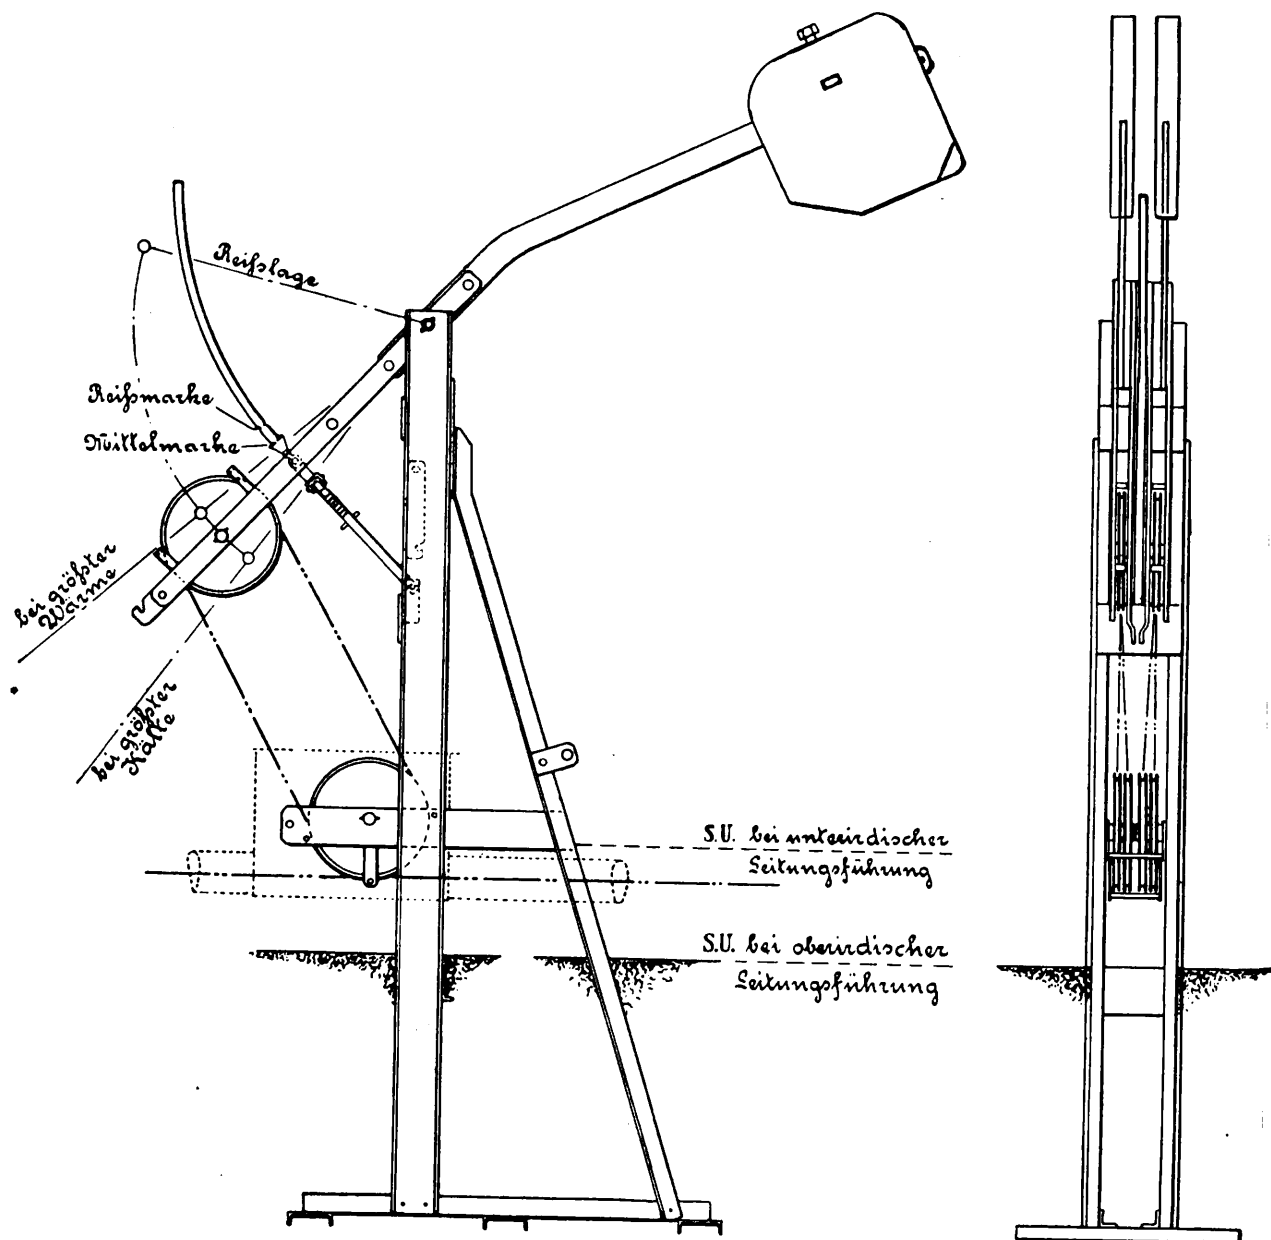 Reißlage
Reißmarke
Mittelmarke
bei größter
Wärme
bei größter
Kälte
S.U. bei unterirdischer
Leitungsführung
S.U. bei oberirdischer
Leitungsführung